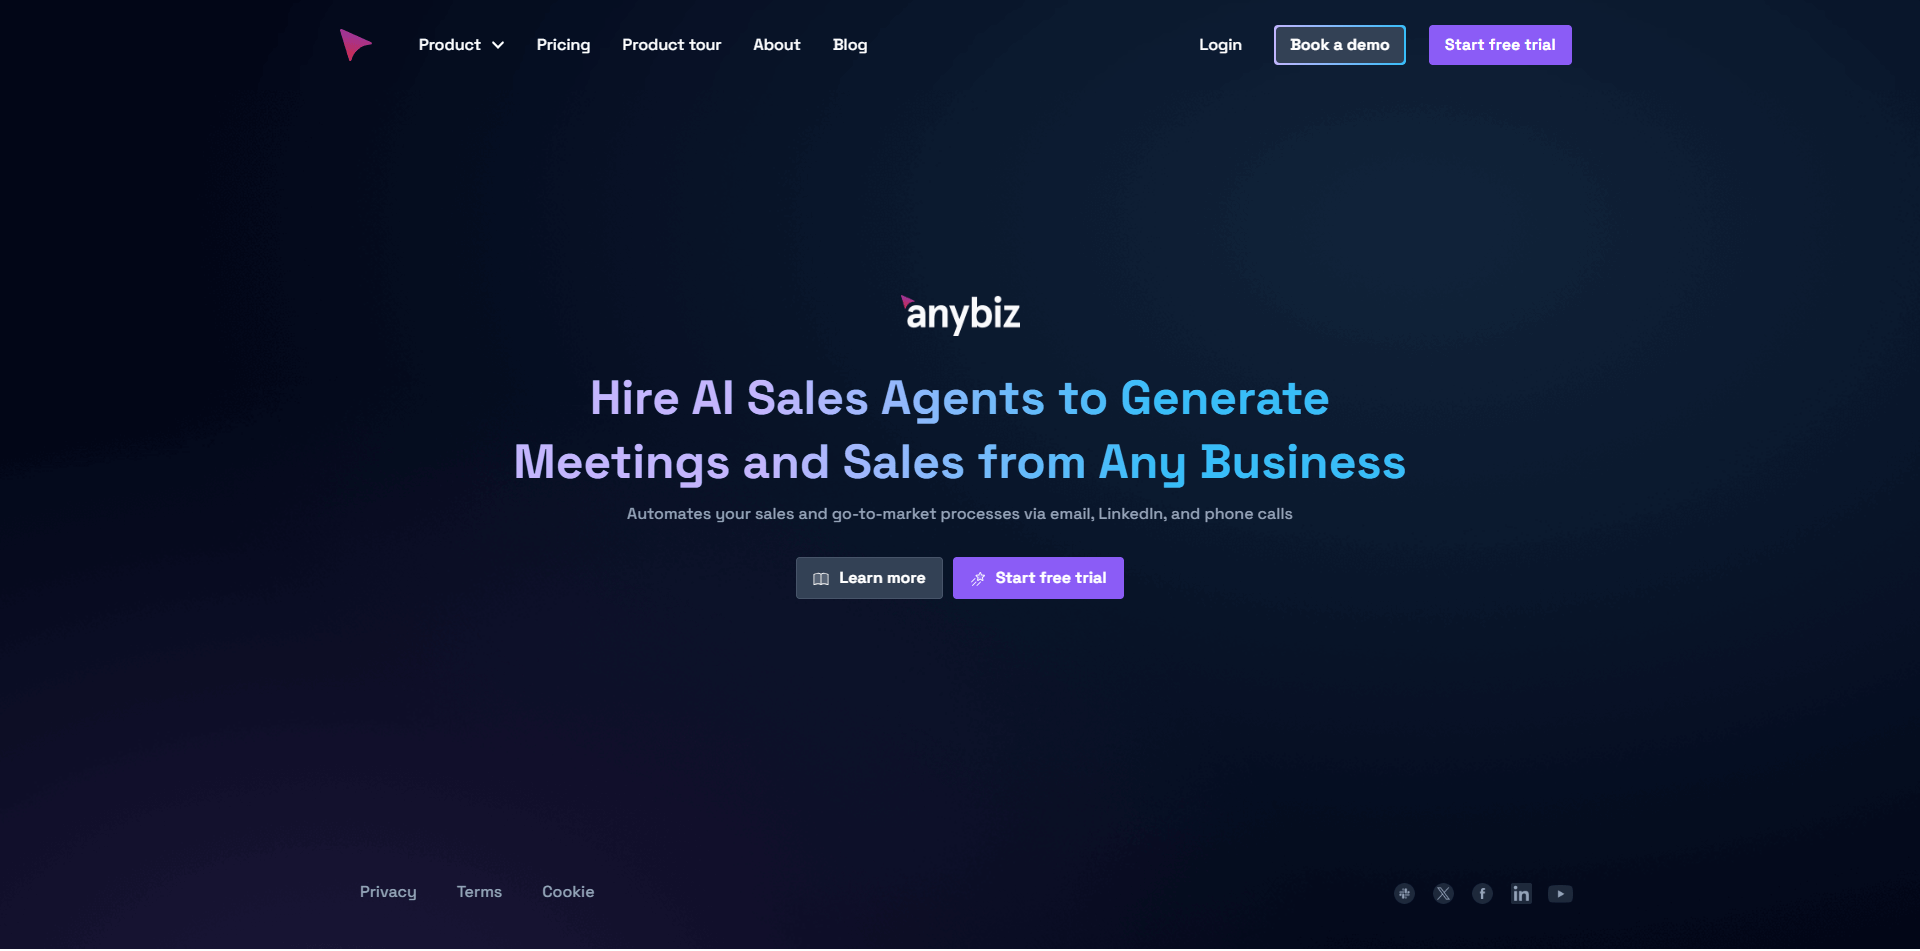 Product Pricing Product tour About Blog Login Book a demo Start free trial
anybiz
Hire AI Sales Agents to Generate
Meetings and Sales from Any Business
Automates your sales and go-to-market processes via email, LinkedIn, and phone calls
Learn more Start free trial
Privacy Terms Cookie